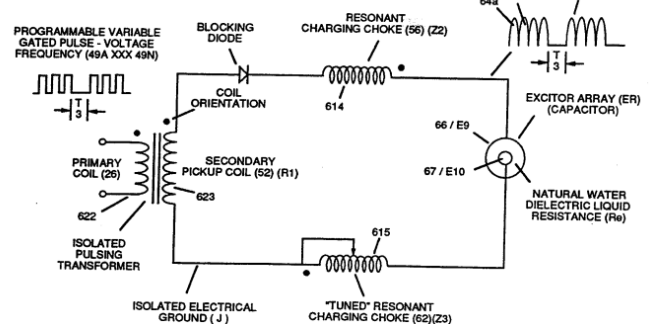 64a
PROGRAMMABLE VARIABLE
GATED PULSE - VOLTAGE
FREQUENCY (49A XXX 49N)
T
3
BLOCKING
DIODE
RESONANT
CHARGING CHOKE (56) (Z2)
614
T
3
COIL
ORIENTATION
EXCITOR ARRAY (ER)
(CAPACITOR)
66 / E9
67 / E10
PRIMARY
COIL (26)
SECONDARY
PICKUP COIL (52) (R1)
623
622
NATURAL WATER
DIELECTRIC LIQUID
RESISTANCE (Re)
ISOLATED
PULSING
TRANSFORMER
615
ISOLATED ELECTRICAL
GROUND ( J )
"TUNED" RESONANT
CHARGING CHOKE (62)(Z3)